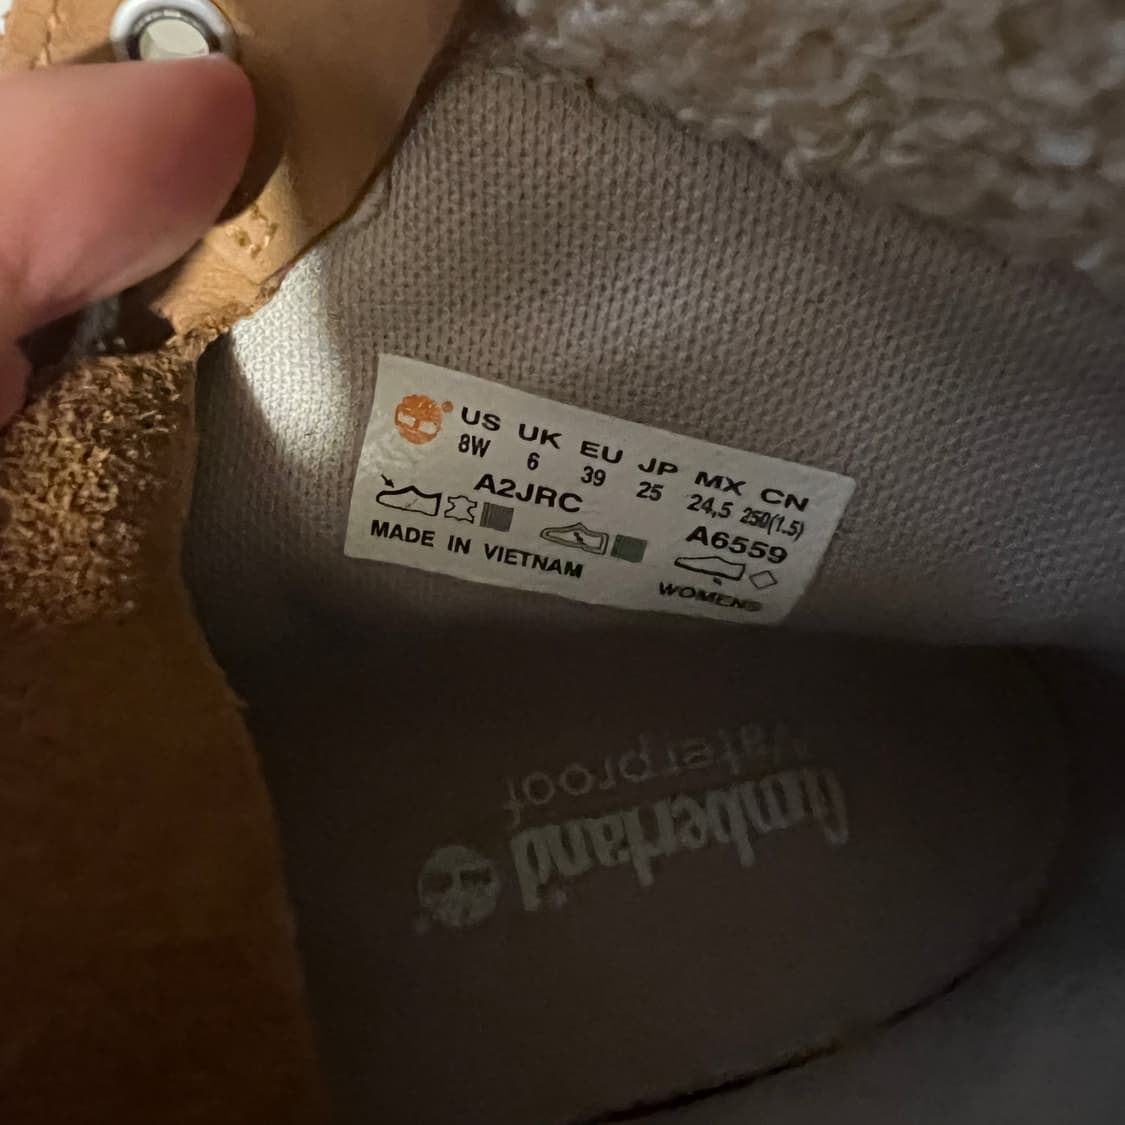 US UK EU JP MX CN
8W 6 39 25 24,5 250(1.5)
A2JRC A6559
MADE IN VIETNAM WOMENS
Timberland
Waterproof